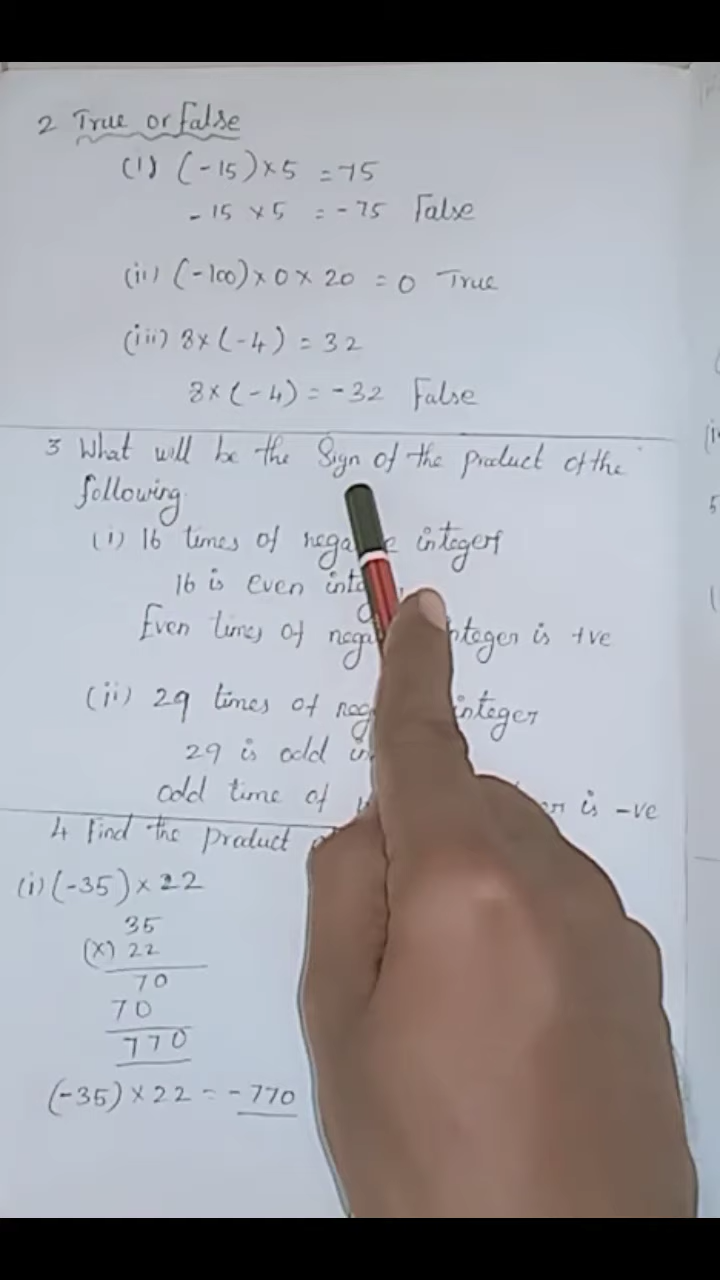 2 True or false
(i) (-15) × 5 = 75
-15 × 5 = -75 False
(ii) (-100) × 0 × 20 = 0 True
(iii) 8 × (-4) = 32
8 × (-4) = -32 False
3 What will be the Sign of the product of the
following
(i) 16 times of integers
16 is even
Even times of integer is +ve
(ii) 29 times of integer
29 is odd
odd time of is -ve
4 Find the product
(i) (-35) × 22
35
(×) 22
70
70
770
(-35) × 22 = -770